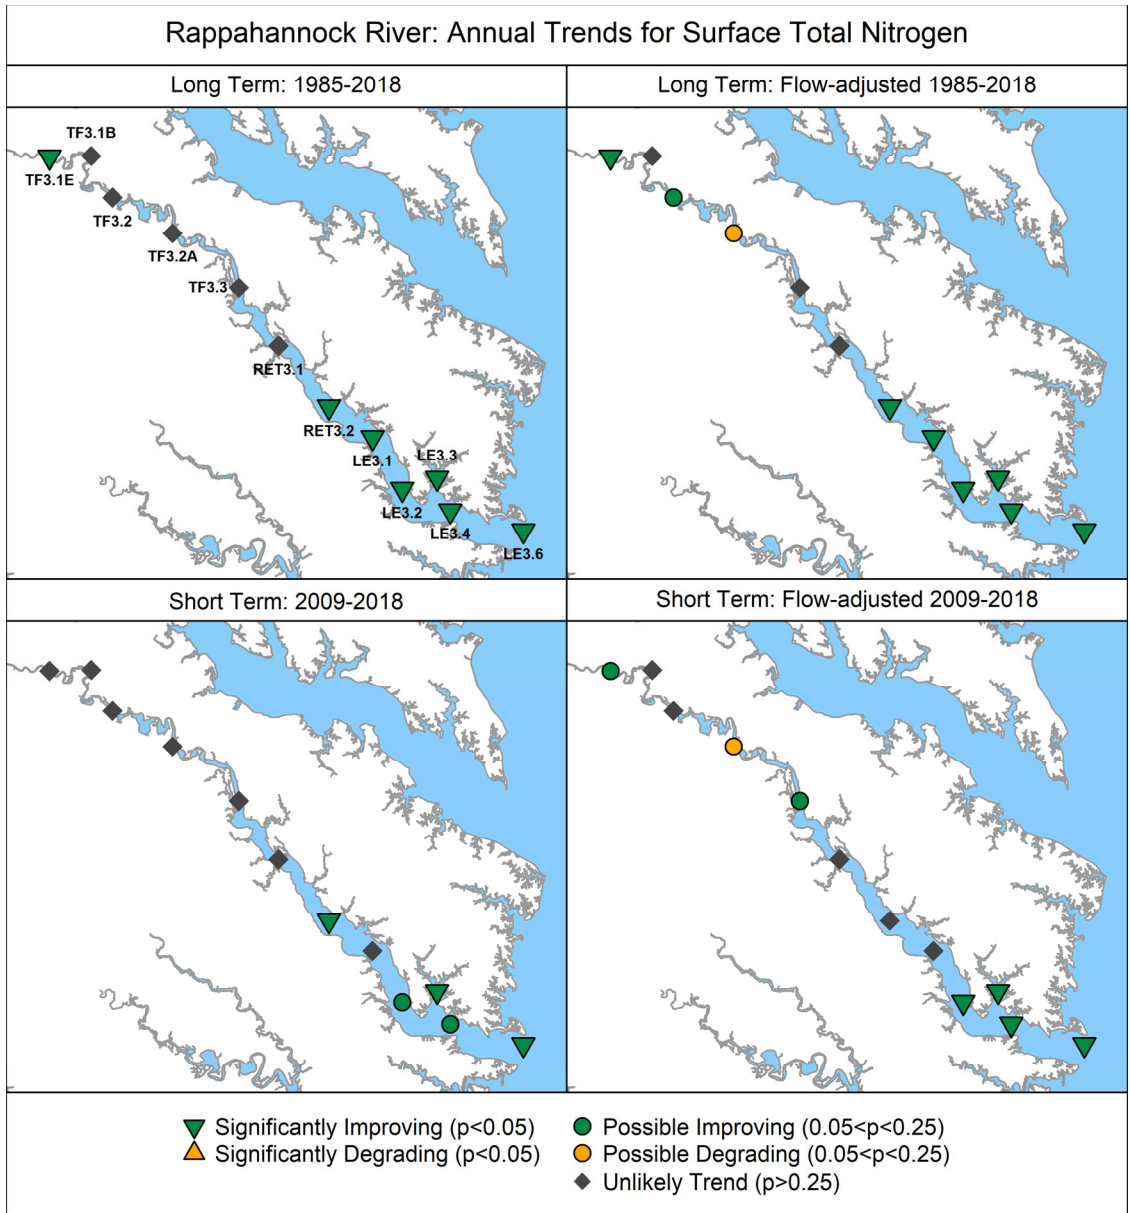 Rappahannock River: Annual Trends for Surface Total Nitrogen
Long Term: 1985-2018
Long Term: Flow-adjusted 1985-2018
TF3.1B
TF3.1E
TF3.2
TF3.2A
TF3.3
RET3.1
RET3.2
LE3.1
LE3.3
LE3.2
LE3.4
LE3.6
Short Term: 2009-2018
Short Term: Flow-adjusted 2009-2018
Significantly Improving (p<0.05)
Significantly Degrading (p<0.05)
Possible Improving (0.05<p<0.25)
Possible Degrading (0.05<p<0.25)
Unlikely Trend (p>0.25)